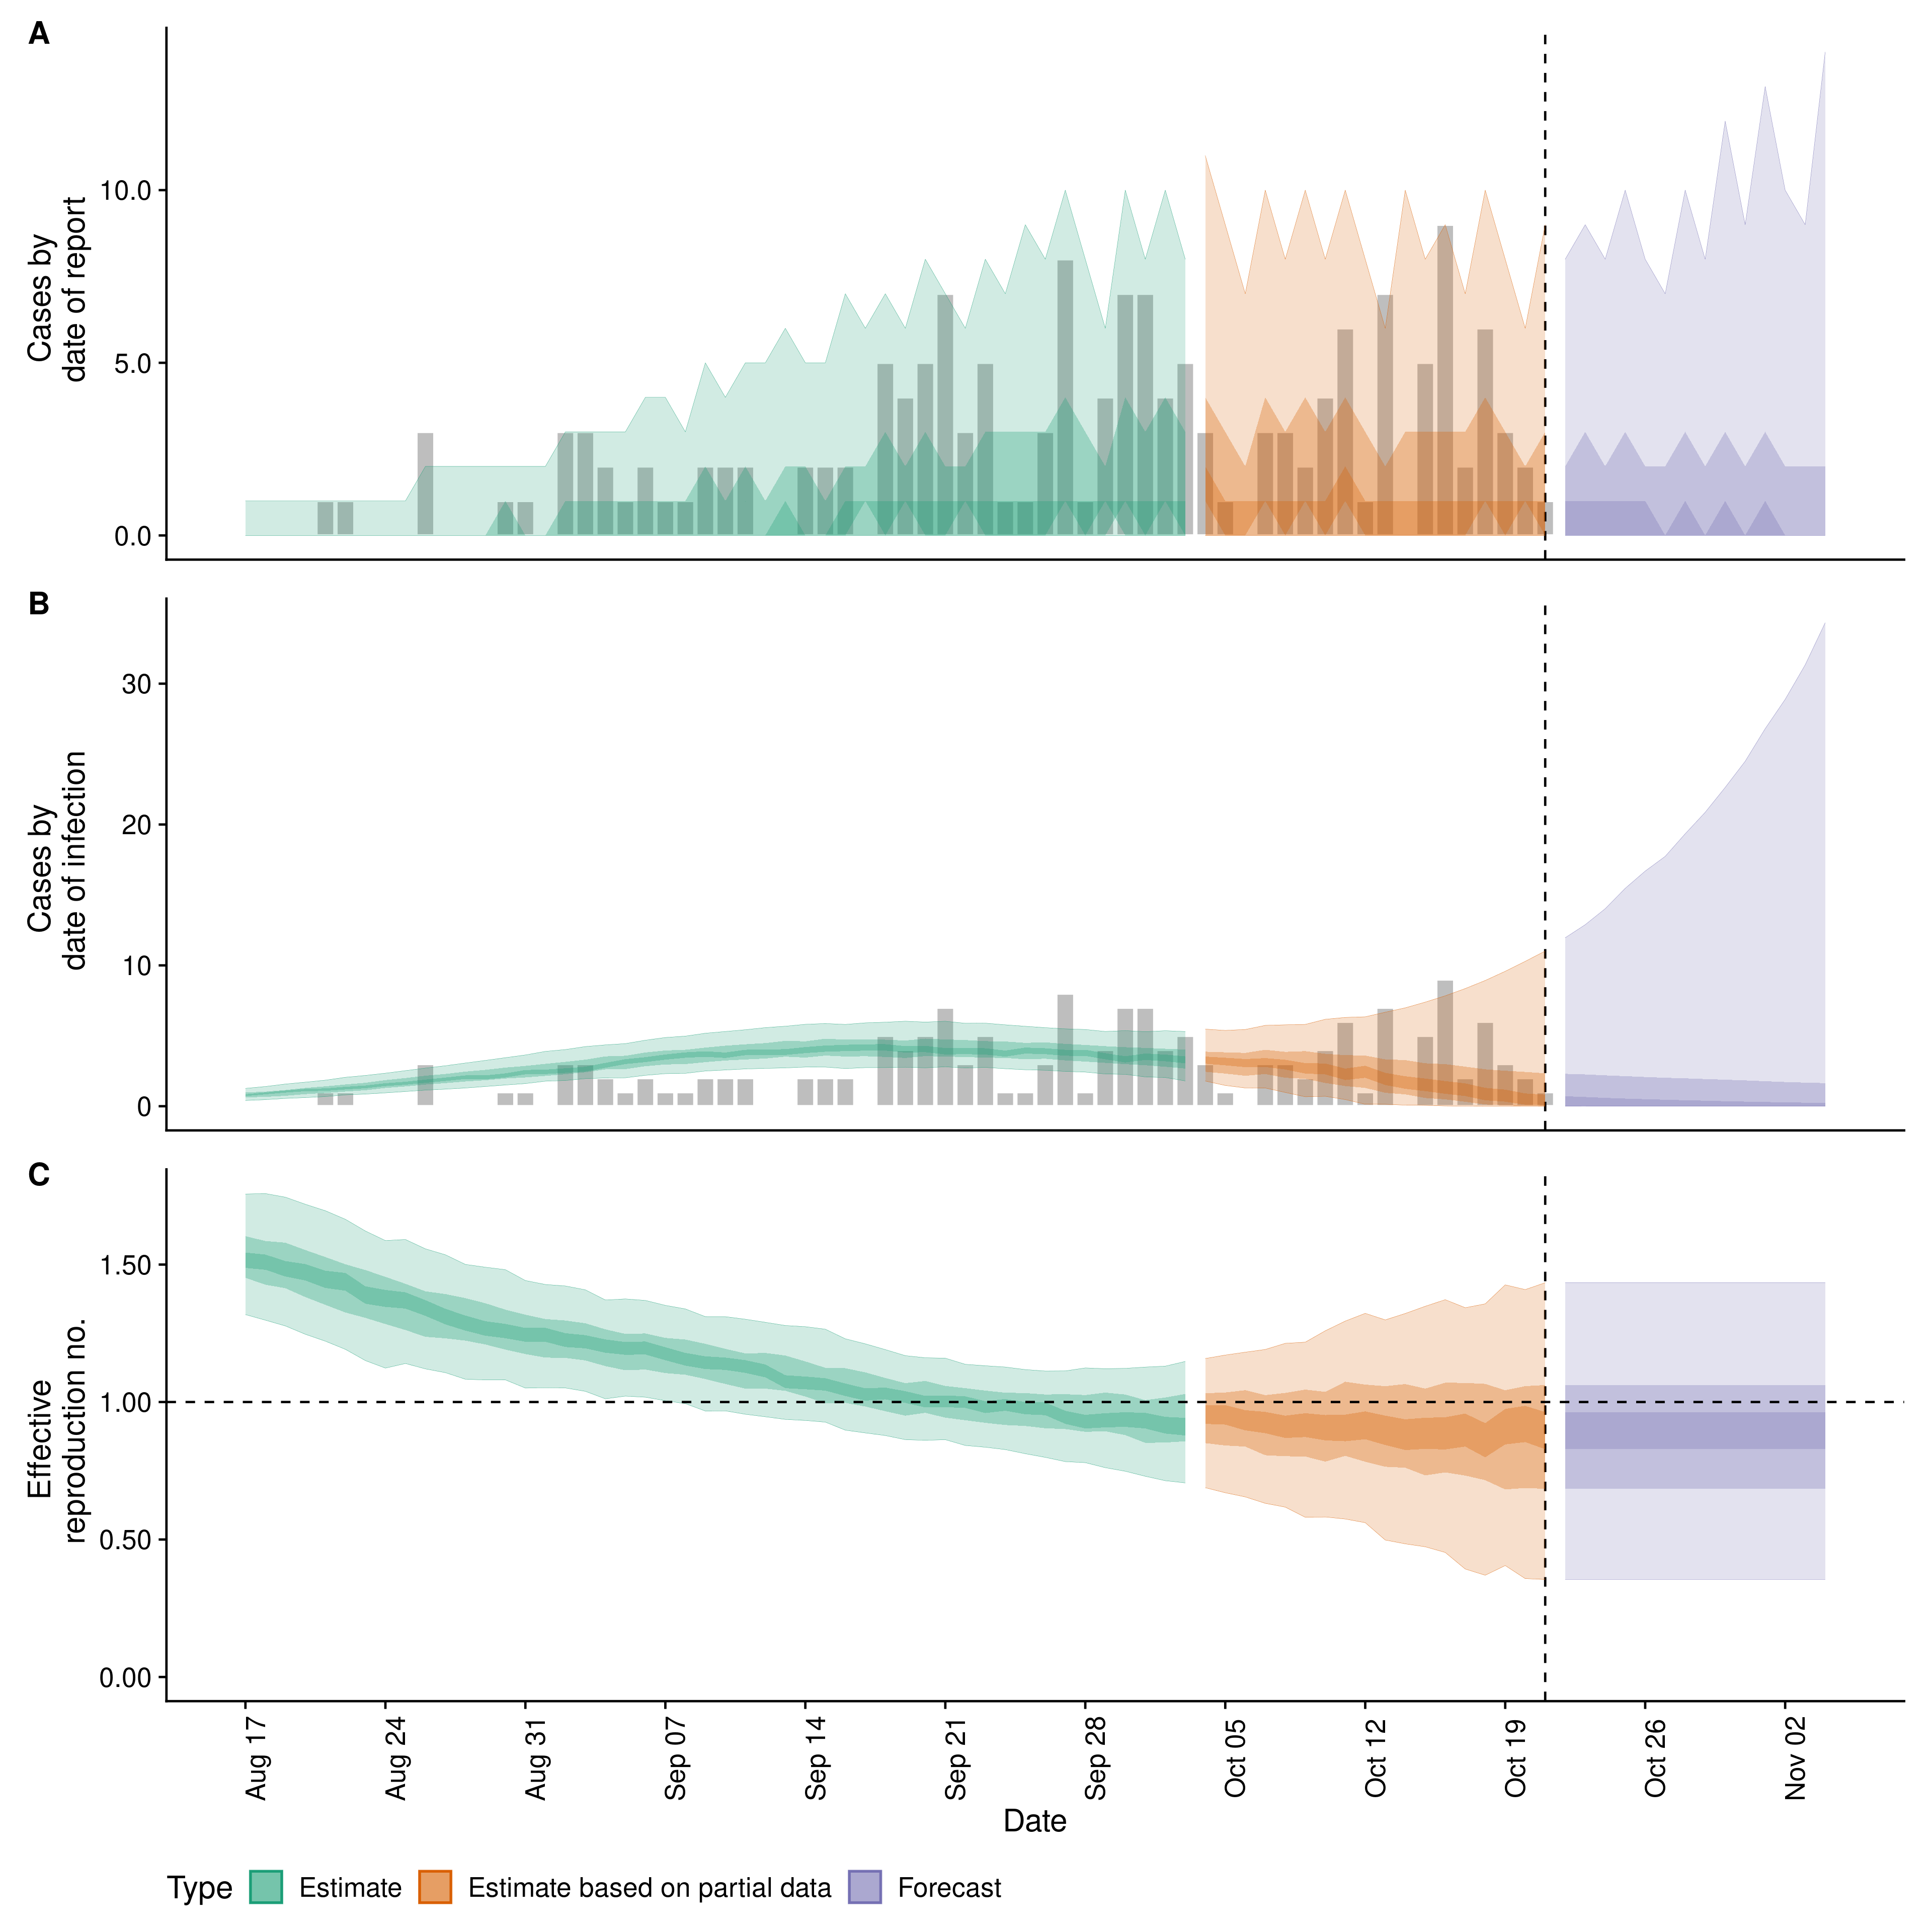 A
Cases by
date of report
10.0
5.0
0.0
B
Cases by
date of infection
30
20
10
0
C
Effective
reproduction no.
1.50
1.00
0.50
0.00
Aug 17
Aug 24
Aug 31
Sep 07
Sep 14
Sep 21
Sep 28
Oct 05
Oct 12
Oct 19
Oct 26
Nov 02
Date
Type Estimate Estimate based on partial data Forecast